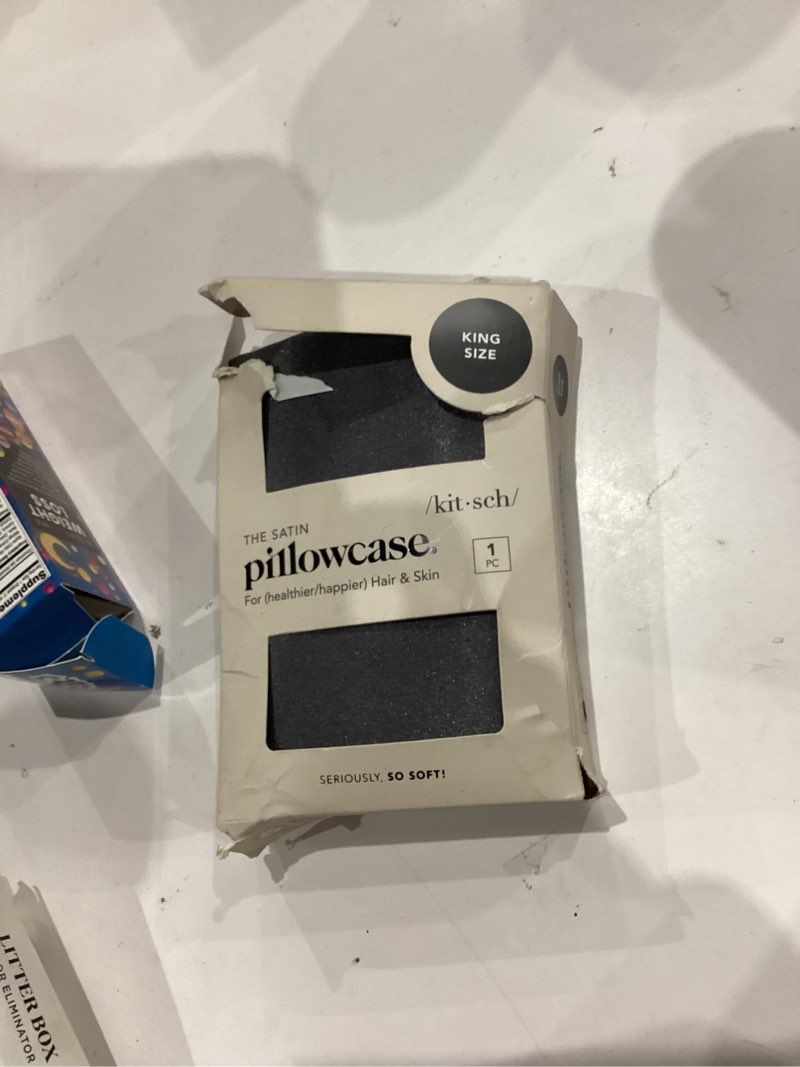 KING
SIZE
/kit·sch/
THE SATIN
pillowcase.
1
PC
For (healthier/happier) Hair & Skin
SERIOUSLY, SO SOFT!
WEIGHT
LOSS
Suppleme
LITTER BOX
OR ELIMINATOR